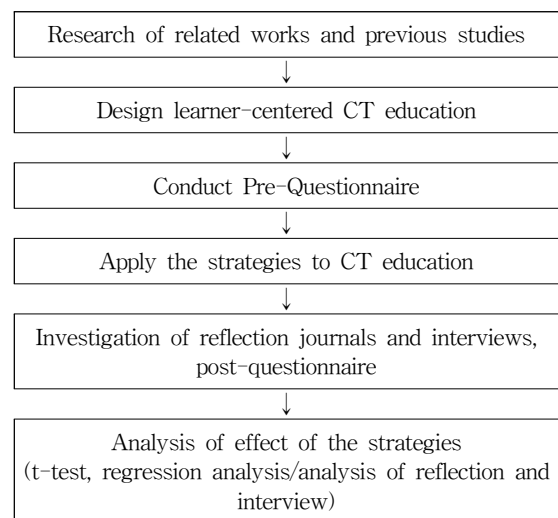 Research of related works and previous studies
Design learner-centered CT education
Conduct Pre-Questionnaire
Apply the strategies to CT education
Investigation of reflection journals and interviews,
post-questionnaire
Analysis of effect of the strategies
(t-test, regression analysis/analysis of reflection and
interview)